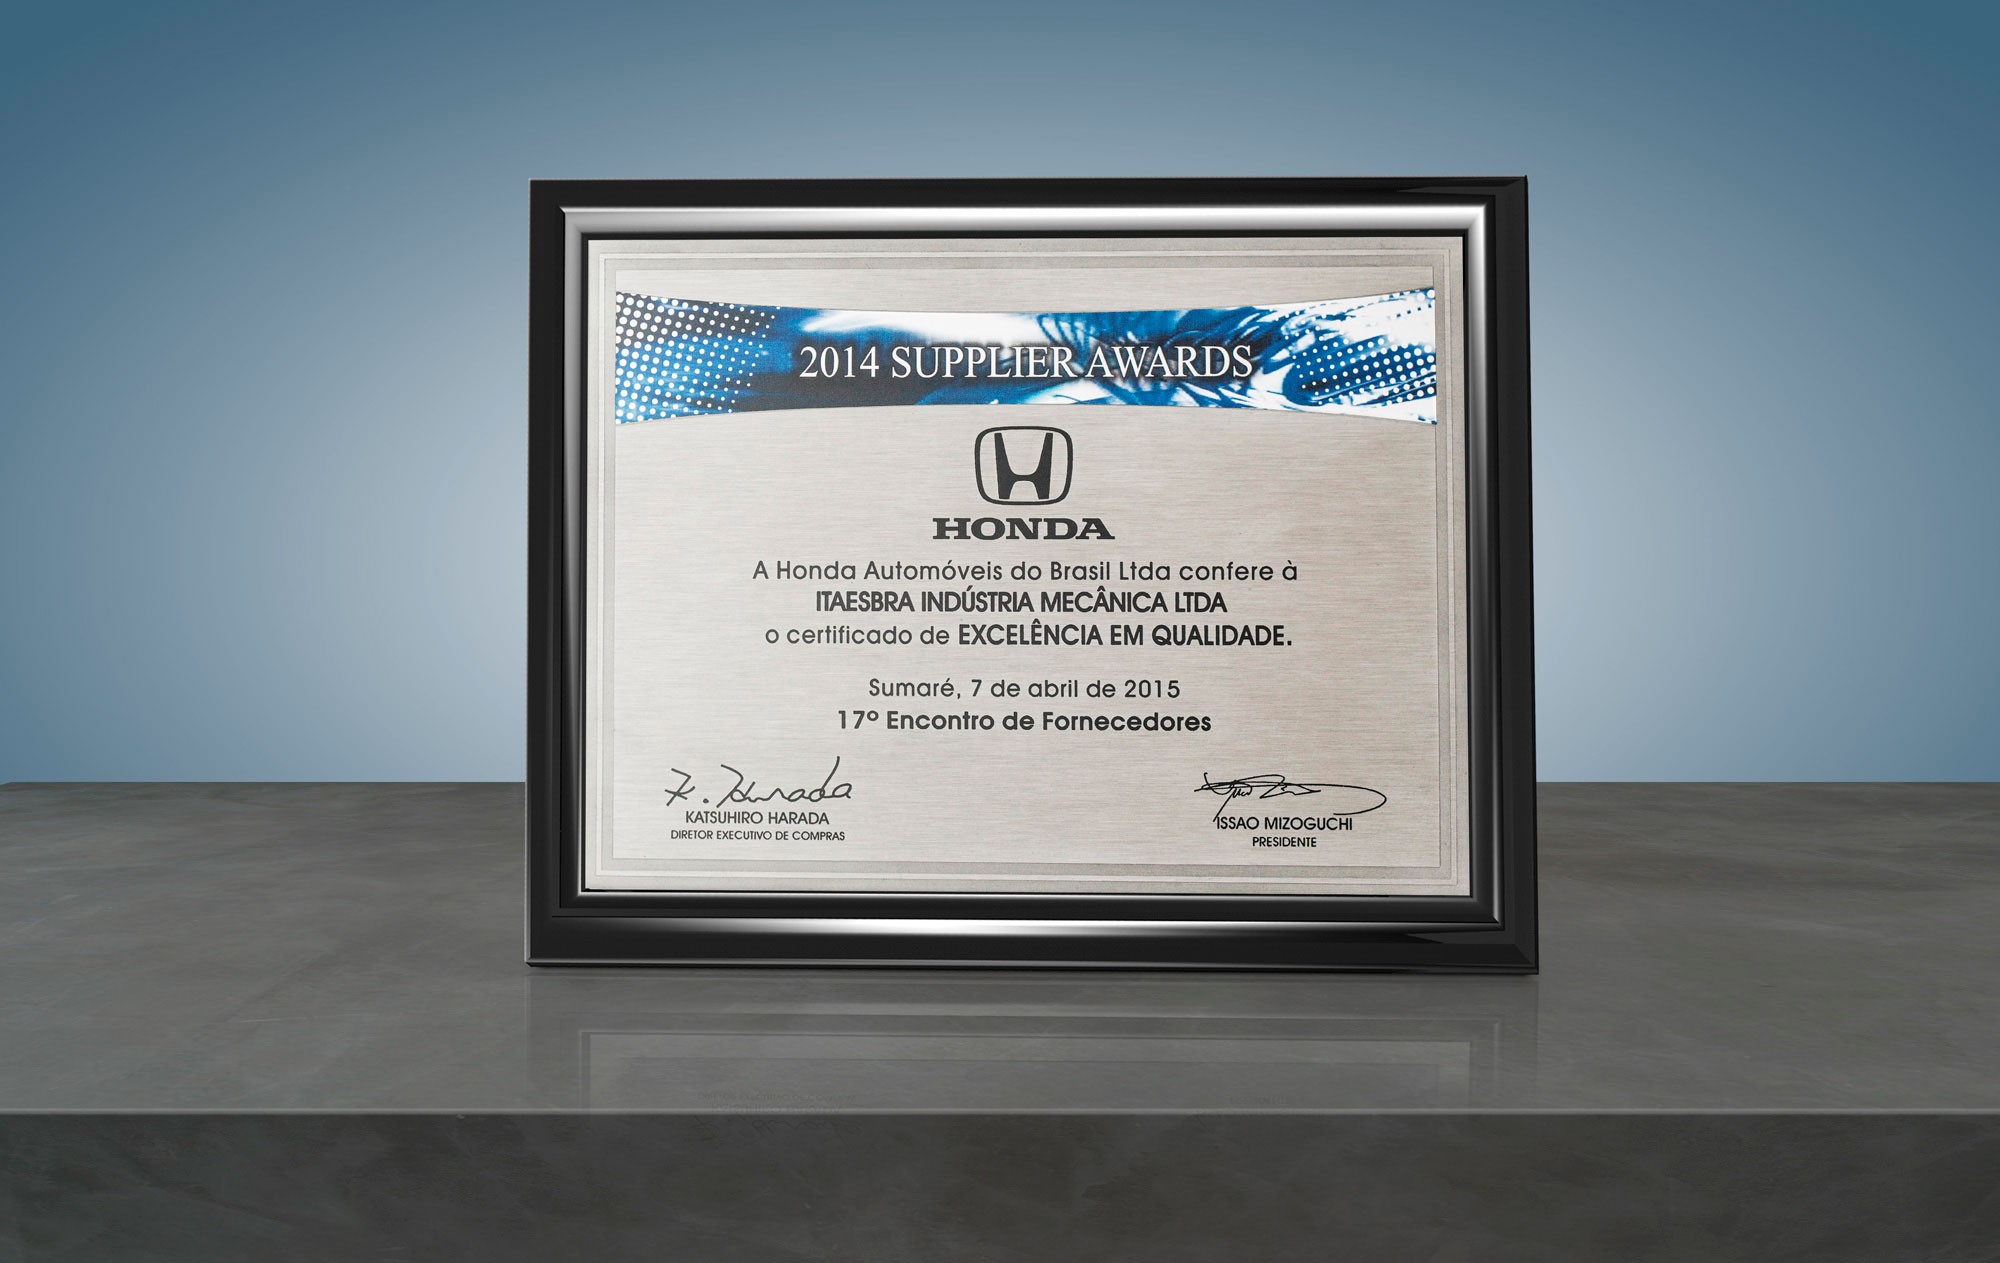 2014 SUPPLIER AWARDS
HONDA
A Honda Automóveis do Brasil Ltda confere à
ITAESBRA INDÚSTRIA MECÂNICA LTDA
o certificado de EXCELÊNCIA EM QUALIDADE.
Sumaré, 7 de abril de 2015
17º Encontro de Fornecedores
K. Harada
KATSUHIRO HARADA
DIRETOR EXECUTIVO DE COMPRAS
ISSAO MIZOGUCHI
PRESIDENTE